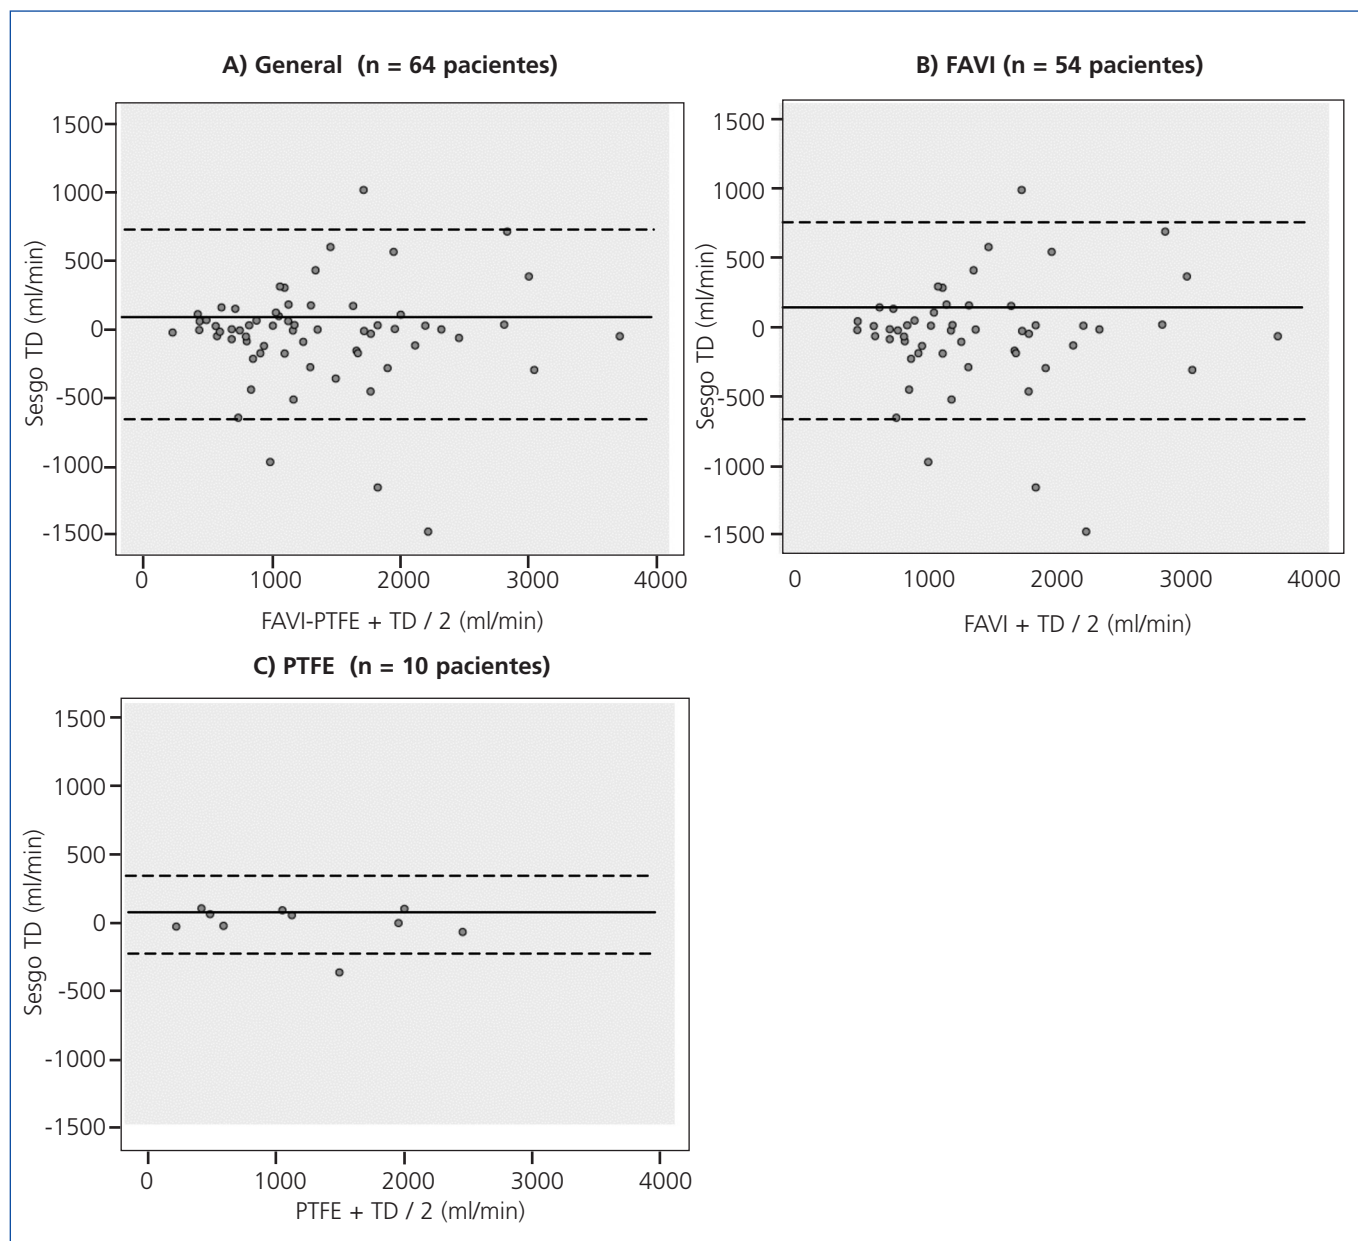 A) General (n = 64 pacientes)
1500
1000
500
0
-500
-1000
-1500
Sesgo TD (ml/min)
0 1000 2000 3000 4000
FAVI-PTFE + TD / 2 (ml/min)
B) FAVI (n = 54 pacientes)
1500
1000
500
0
-500
-1000
-1500
Sesgo TD (ml/min)
0 1000 2000 3000 4000
FAVI + TD / 2 (ml/min)
C) PTFE (n = 10 pacientes)
1500
1000
500
0
-500
-1000
-1500
Sesgo TD (ml/min)
0 1000 2000 3000 4000
PTFE + TD / 2 (ml/min)